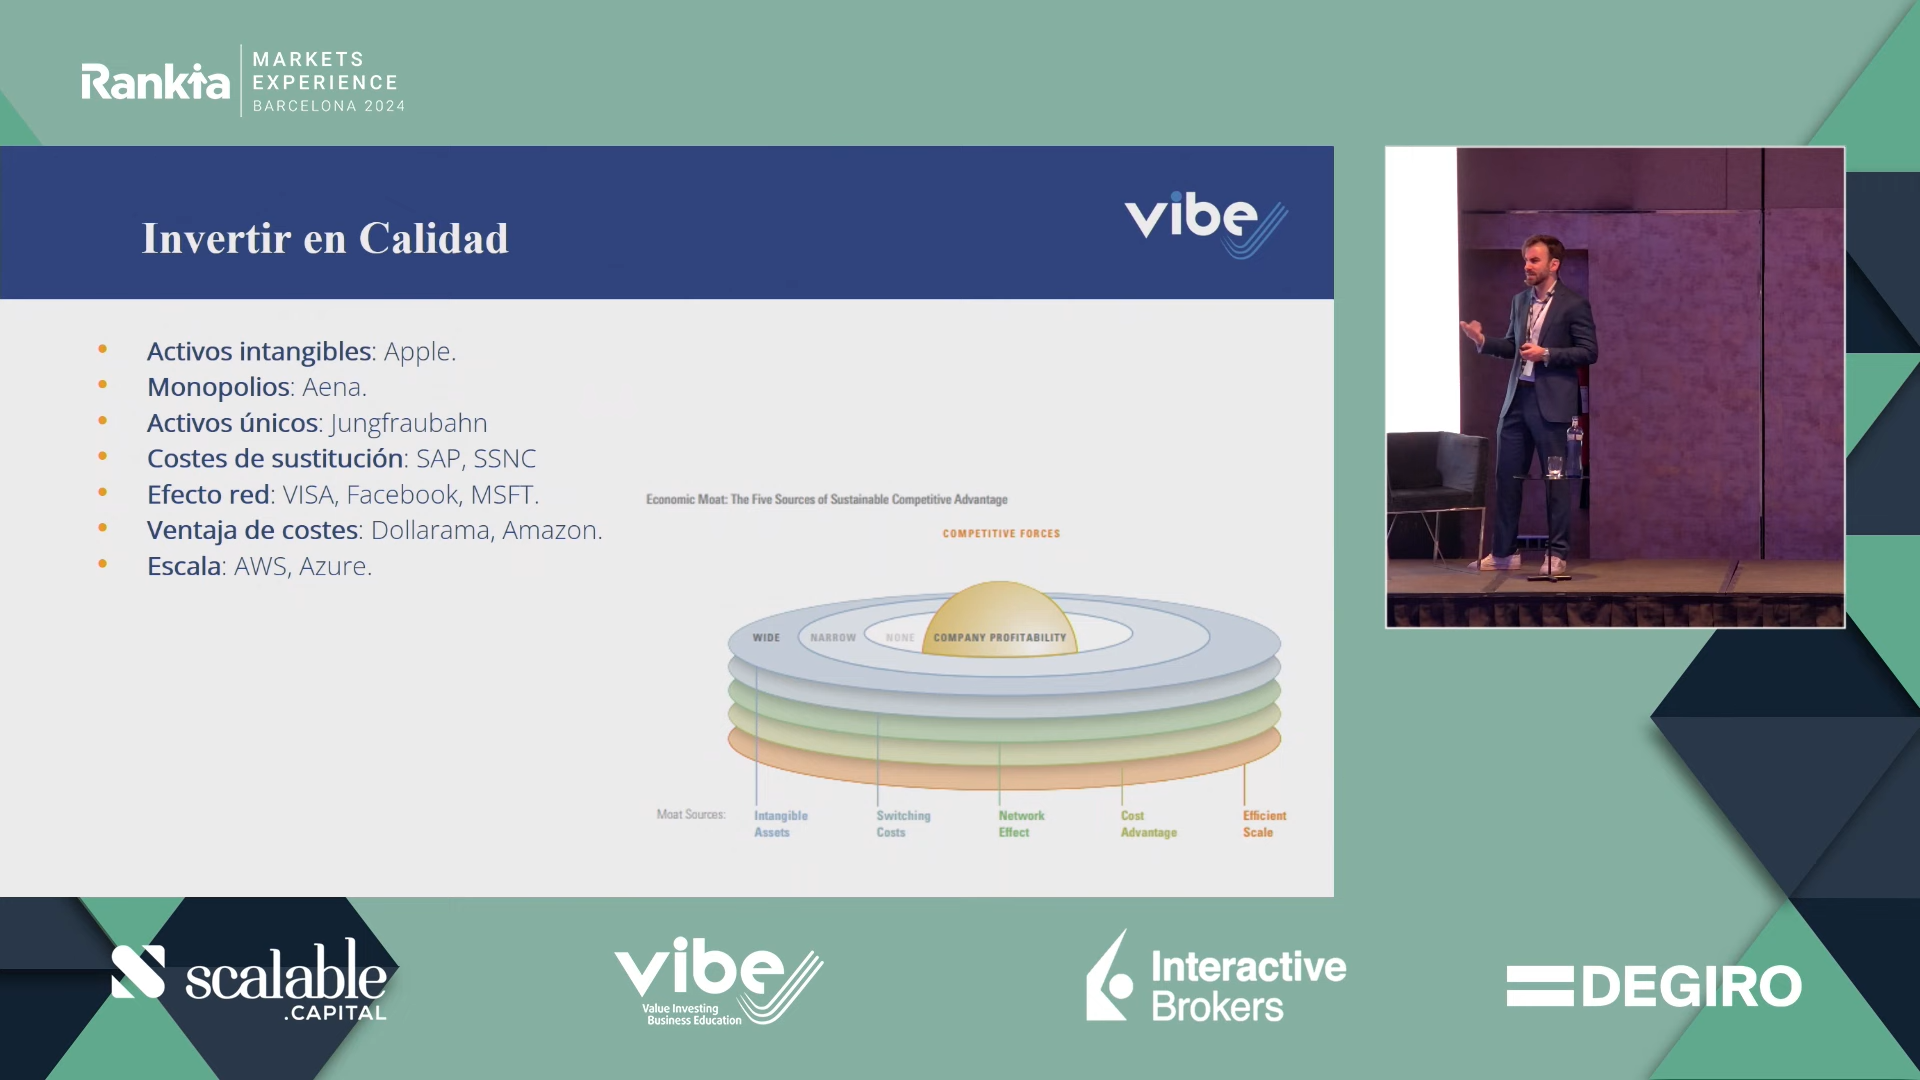 Rankia
MARKETS
EXPERIENCE
BARCELONA 2024
Invertir en Calidad
vibe
• Activos intangibles: Apple.
• Monopolios: Aena.
• Activos únicos: Jungfraubahn
• Costes de sustitución: SAP, SSNC
• Efecto red: VISA, Facebook, MSFT.
• Ventaja de costes: Dollarama, Amazon.
• Escala: AWS, Azure.
Economic Moat: The Five Sources of Sustainable Competitive Advantage
COMPETITIVE FORCES
WIDE NARROW NONE COMPANY PROFITABILITY
Moat Sources:
Intangible
Assets
Switching
Costs
Network
Effect
Cost
Advantage
Efficient
Scale
scalable
.CAPITAL
vibe
Value Investing
Business Education
Interactive
Brokers
DEGIRO